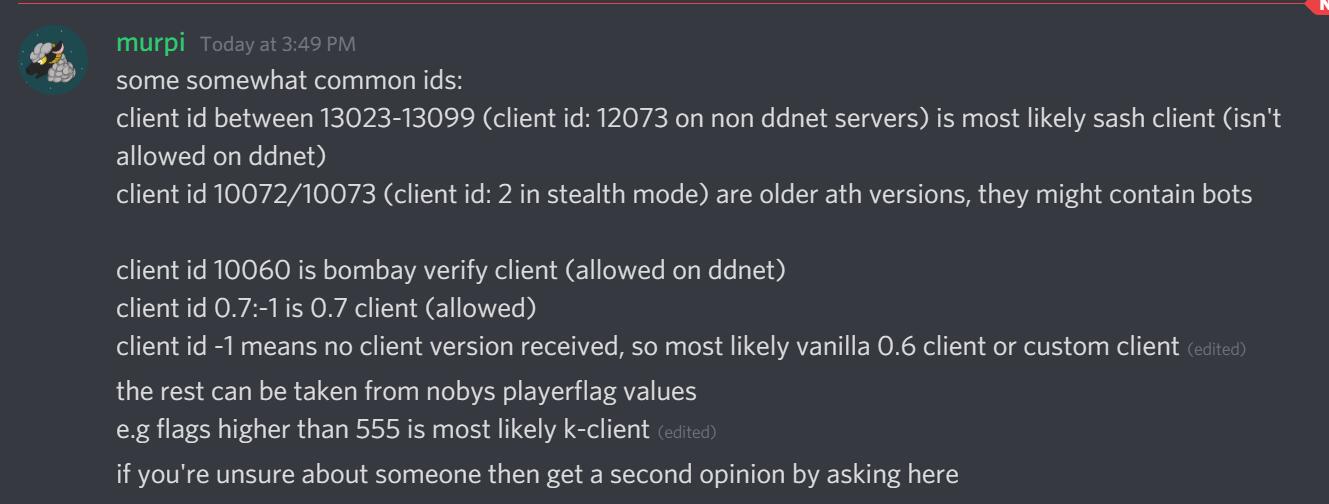 N
murpi Today at 3:49 PM
some somewhat common ids:
client id between 13023-13099 (client id: 12073 on non ddnet servers) is most likely sash client (isn't
allowed on ddnet)
client id 10072/10073 (client id: 2 in stealth mode) are older ath versions, they might contain bots
client id 10060 is bombay verify client (allowed on ddnet)
client id 0.7:-1 is 0.7 client (allowed)
client id -1 means no client version received, so most likely vanilla 0.6 client or custom client (edited)
the rest can be taken from nobys playerflag values
e.g flags higher than 555 is most likely k-client (edited)
if you're unsure about someone then get a second opinion by asking here